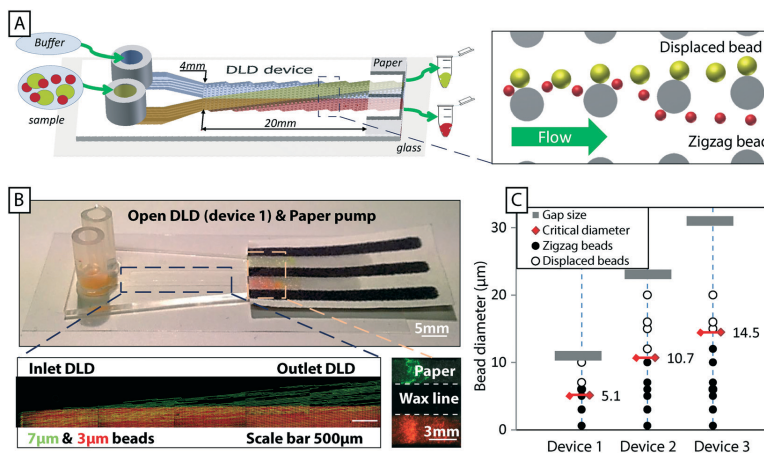 A
Buffer
sample
4mm
DLD device
20mm
Paper
glass
Displaced bead
Flow
Zigzag bead
B
Open DLD (device 1) & Paper pump
5mm
Inlet DLD
Outlet DLD
7µm & 3µm beads
Scale bar 500µm
Paper
Wax line
3mm
C
Gap size
Critical diameter
Zigzag beads
Displaced beads
Bead diameter (µm)
30
20
10
0
5.1
10.7
14.5
Device 1 Device 2 Device 3